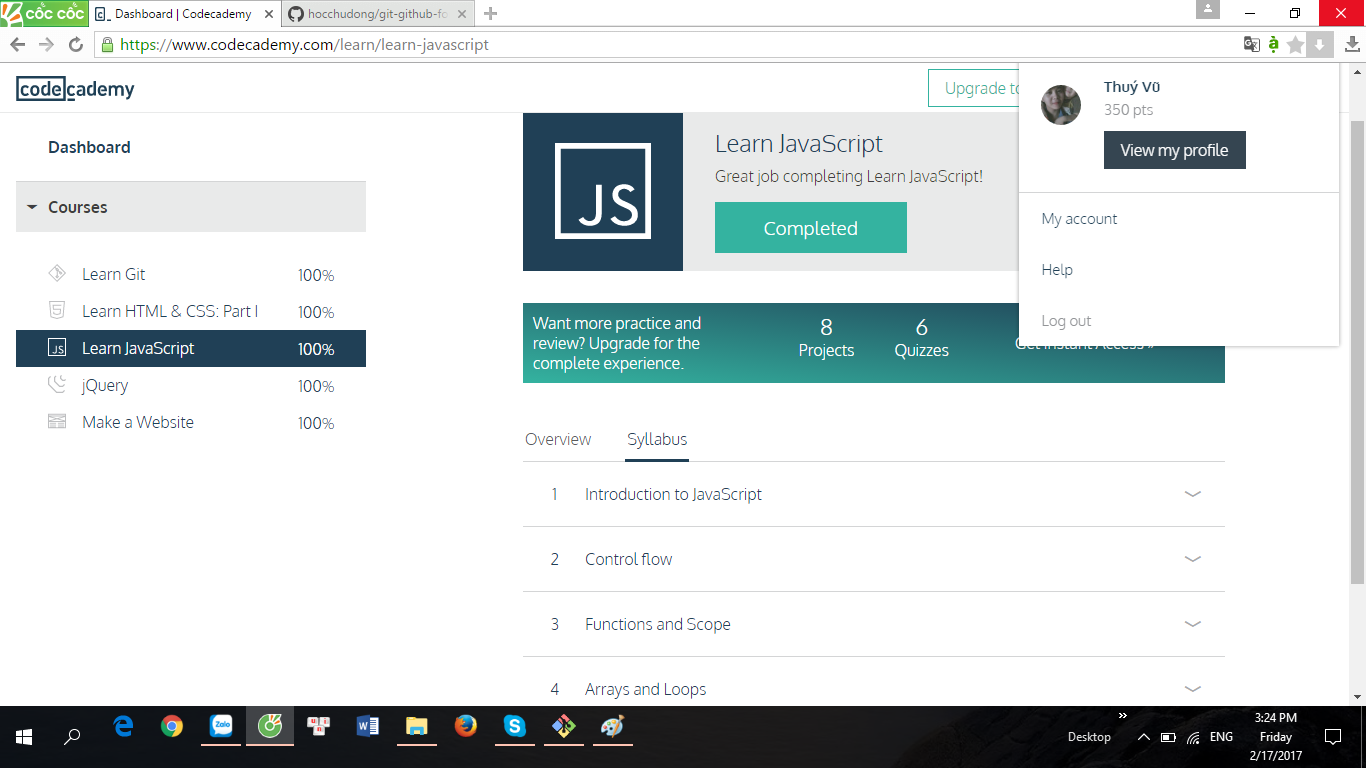 cốc cốc
Dashboard | Codecademy
hocchudong/git-github-fo
https://www.codecademy.com/learn/learn-javascript
codecademy
Upgrade to
Thuý Vũ
350 pts
View my profile
My account
Help
Log out
Dashboard
Courses
Learn Git 100%
Learn HTML & CSS: Part I 100%
JS Learn JavaScript 100%
jQuery 100%
Make a Website 100%
JS
Learn JavaScript
Great job completing Learn JavaScript!
Completed
Want more practice and
review? Upgrade for the
complete experience.
8
Projects
6
Quizzes
Get Instant Access »
Overview Syllabus
1 Introduction to JavaScript
2 Control flow
3 Functions and Scope
4 Arrays and Loops
Zalo
Desktop
ENG
3:24 PM
Friday
2/17/2017